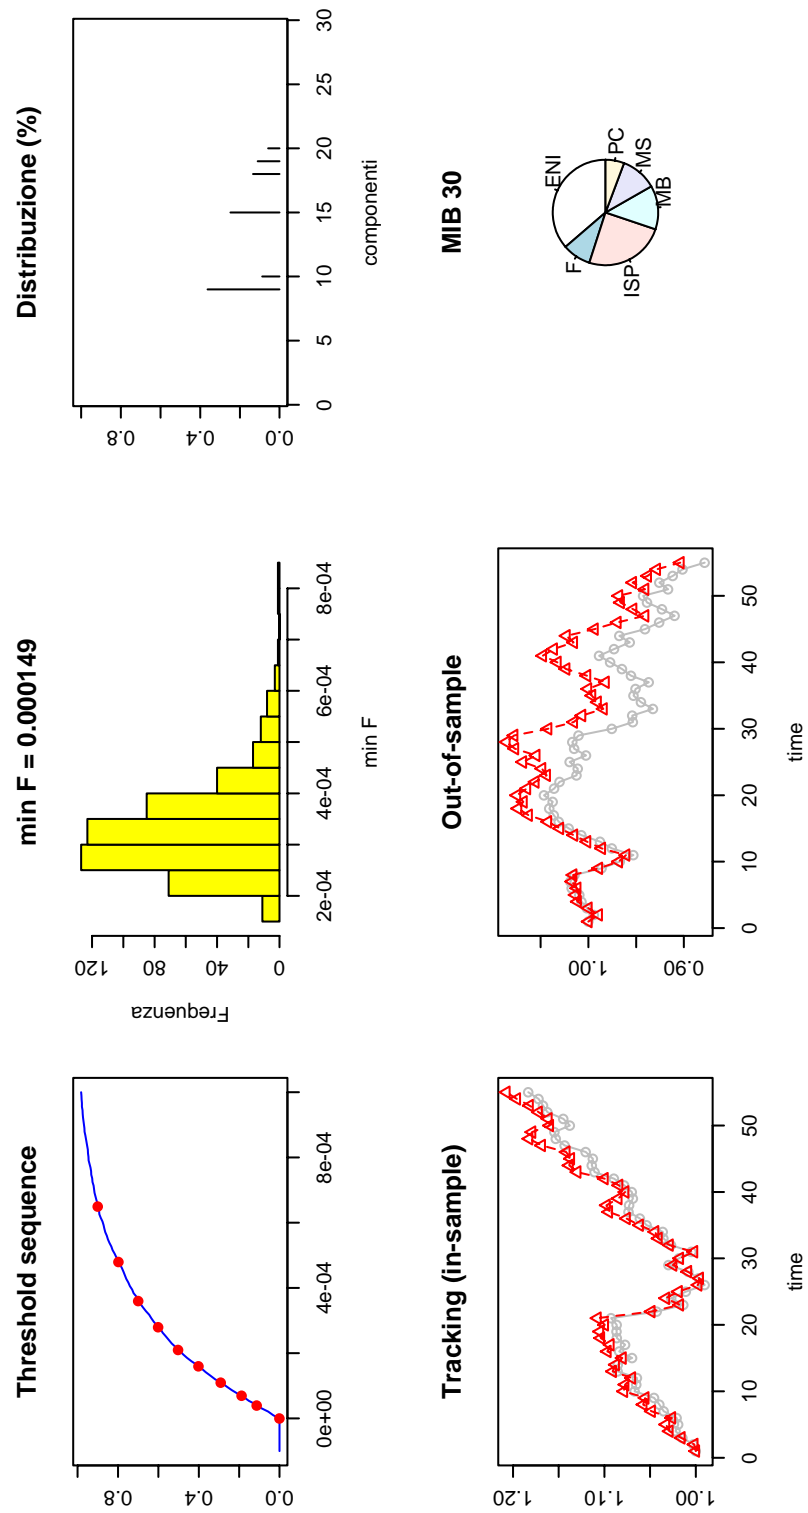 Threshold sequence
0.8
0.4
0.0
0e+00 4e-04 8e-04
min F = 0.000149
Frequenza
120
80
40
0
2e-04 4e-04 6e-04 8e-04
min F
Distribuzione (%)
0.8
0.4
0.0
0 5 10 15 20 25 30
componenti
Tracking (in-sample)
1.20
1.10
1.00
0 10 20 30 40 50
time
Out-of-sample
1.00
0.90
0 10 20 30 40 50
time
MIB 30
ENI
F
ISP
MB
MS
PC